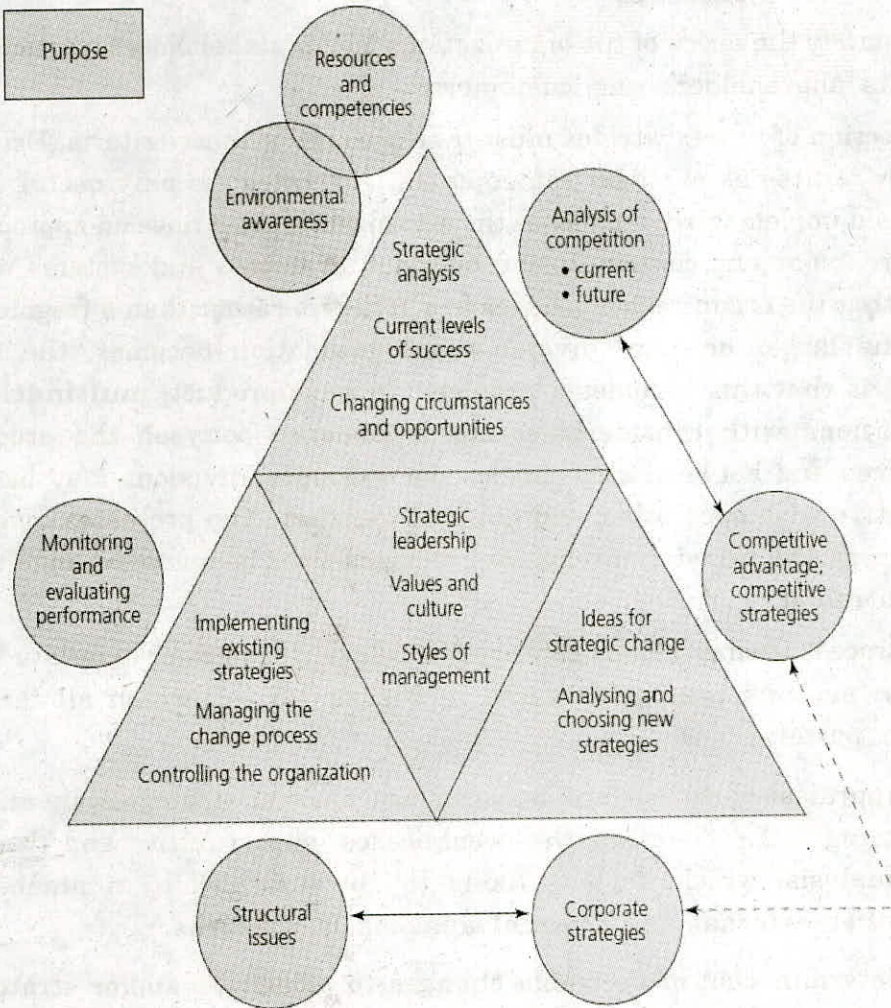 Purpose
Resources
and
competencies
Environmental
awareness
Analysis of
competition
• current
• future
Strategic
analysis
Current levels
of success
Changing circumstances
and opportunities
Monitoring
and
evaluating
performance
Strategic
leadership
Values and
culture
Styles of
management
Competitive
advantage;
competitive
strategies
Implementing
existing
strategies
Managing the
change process
Controlling the organization
Ideas for
strategic change
Analysing and
choosing new
strategies
Structural
issues
Corporate
strategies